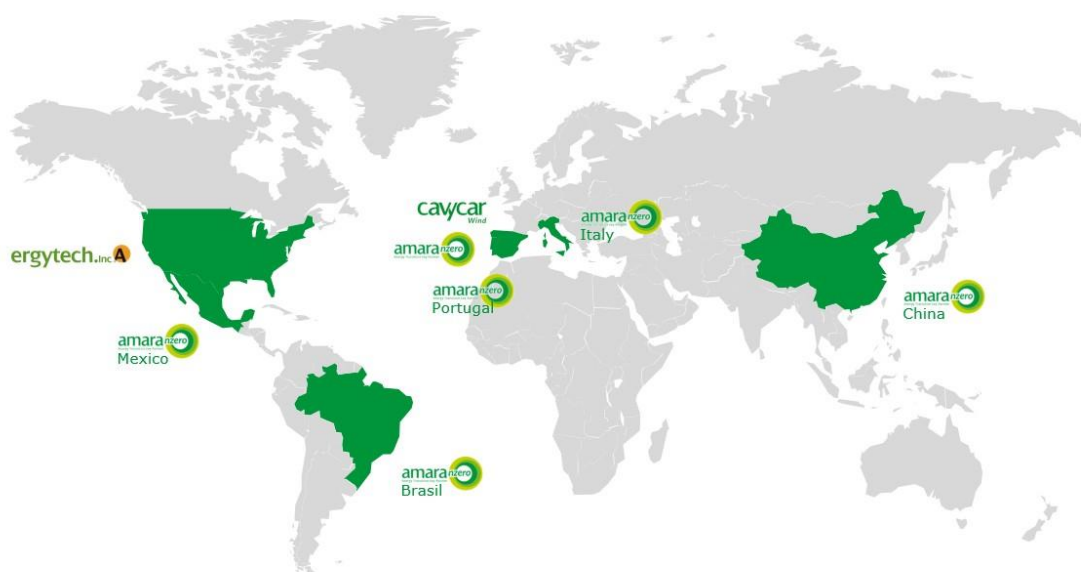 cavycar
Wind
amara nzero
Italy
amara nzero
ergytech.Inc A
amara nzero
Portugal
amara nzero
China
amara nzero
Mexico
amara nzero
Brasil